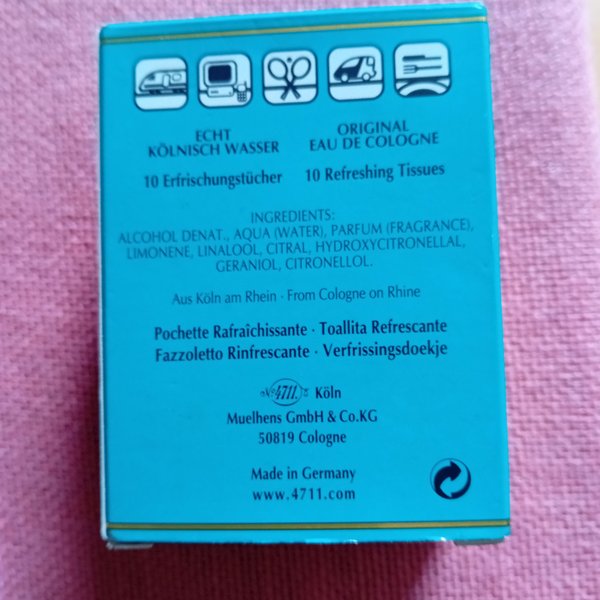 ECHT
KÖLNISCH WASSER
ORIGINAL
EAU DE COLOGNE
10 Erfrischungstücher
10 Refreshing Tissues
INGREDIENTS:
ALCOHOL DENAT., AQUA (WATER), PARFUM (FRAGRANCE),
LIMONENE, LINALOOL, CITRAL, HYDROXYCITRONELLAL,
GERANIOL, CITRONELLOL.
Aus Köln am Rhein · From Cologne on Rhine
Pochette Rafraîchissante · Toallita Refrescante
Fazzoletto Rinfrescante · Verfrissingsdoekje
No 4711. Köln
Muelhens GmbH & Co.KG
50819 Cologne
Made in Germany
www.4711.com